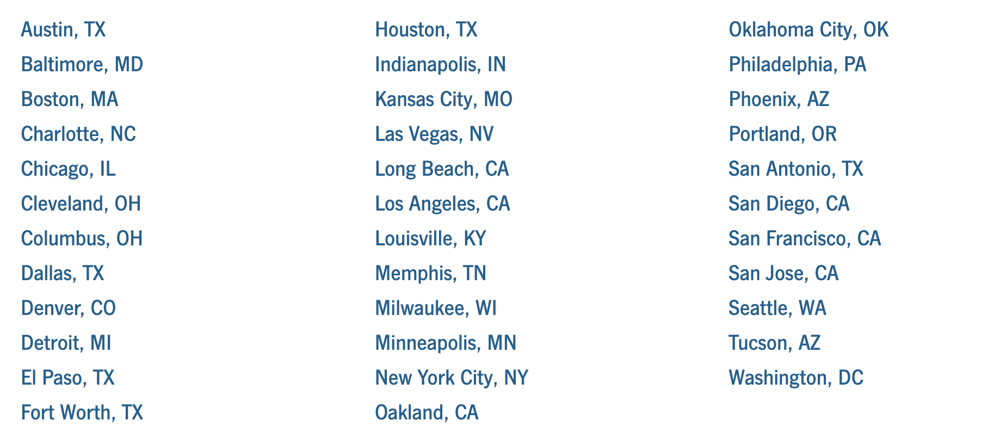 Austin, TX
Baltimore, MD
Boston, MA
Charlotte, NC
Chicago, IL
Cleveland, OH
Columbus, OH
Dallas, TX
Denver, CO
Detroit, MI
El Paso, TX
Fort Worth, TX
Houston, TX
Indianapolis, IN
Kansas City, MO
Las Vegas, NV
Long Beach, CA
Los Angeles, CA
Louisville, KY
Memphis, TN
Milwaukee, WI
Minneapolis, MN
New York City, NY
Oakland, CA
Oklahoma City, OK
Philadelphia, PA
Phoenix, AZ
Portland, OR
San Antonio, TX
San Diego, CA
San Francisco, CA
San Jose, CA
Seattle, WA
Tucson, AZ
Washington, DC